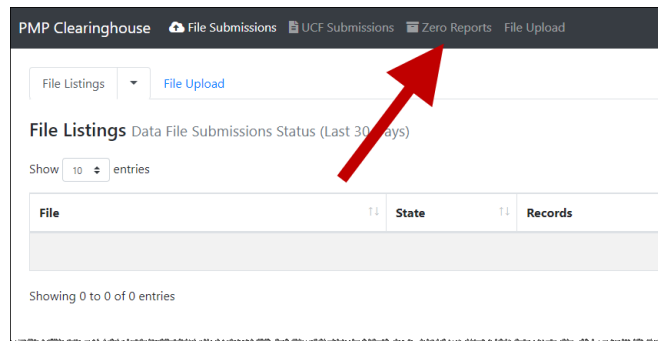 PMP Clearinghouse File Submissions UCF Submissions Zero Reports File Upload
File Listings File Upload
File Listings Data File Submissions Status (Last 30 Days)
Show 10 entries
File State Records
Showing 0 to 0 of 0 entries